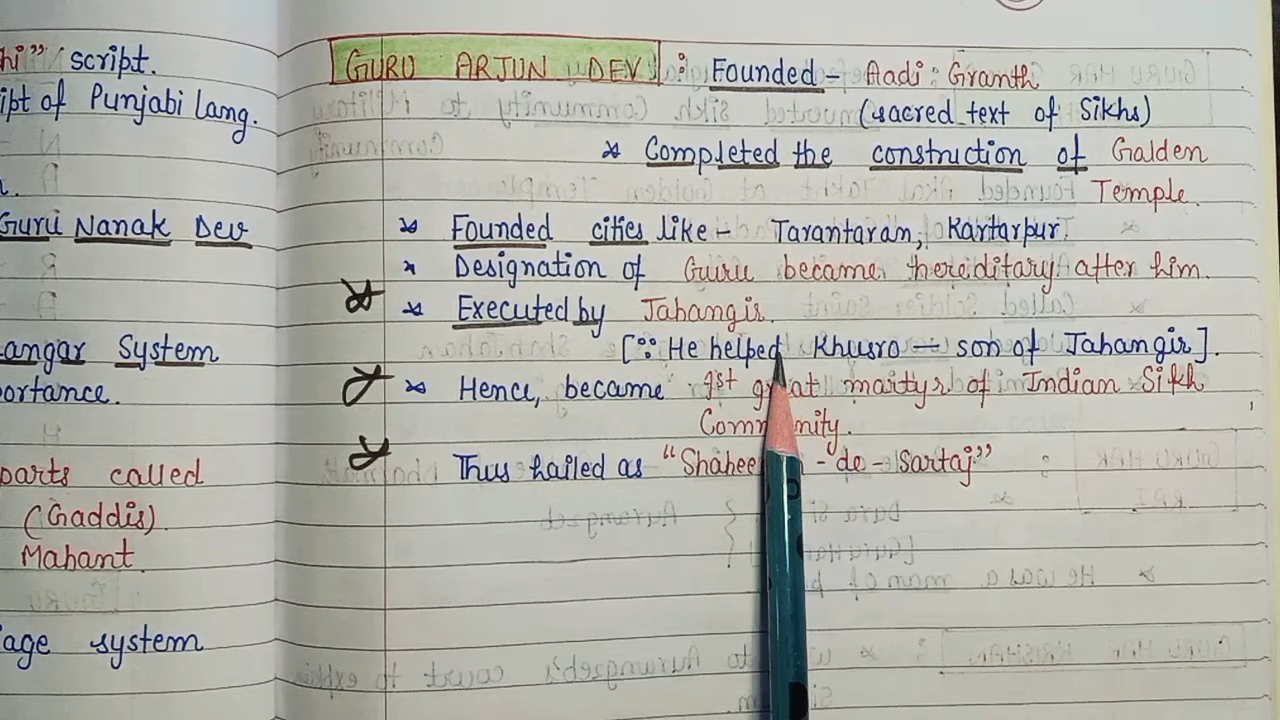 hi" script.
ipt of Punjabi Lang.
Guru Nanak Dev
angar System
ortance.
parts called
(Gaddis).
Mahant
age system
GURU ARJUN DEV : Founded - Aadi : Granth
(sacred text of Sikhs)
* Completed the construction of Galden
Temple.
* Founded cities like - Tarantaran, Kartarpur
* Designation of Guru became hereditary after him.
* Executed by Jahangir.
[∵ He helped Khusro - son of Jahangir].
* Hence, became 1st great martyr of Indian Sikh
Community.
Thus hailed as "Shaheed - de - Sartaj"